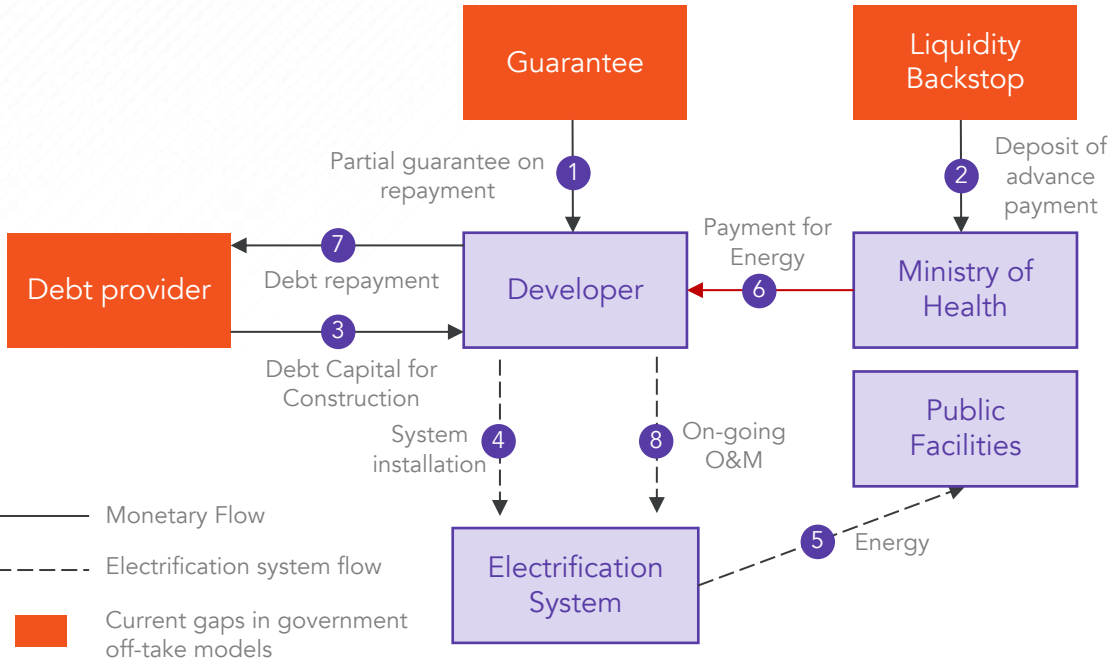 Guarantee
Liquidity
Backstop
Partial guarantee on
repayment
1
2
Deposit of
advance
payment
Debt provider
7
Debt repayment
3
Debt Capital for
Construction
Developer
Payment for
Energy
6
Ministry of
Health
System
installation
4
8
On-going
O&M
Public
Facilities
Electrification
System
5
Energy
Monetary Flow
Electrification system flow
Current gaps in government
off-take models